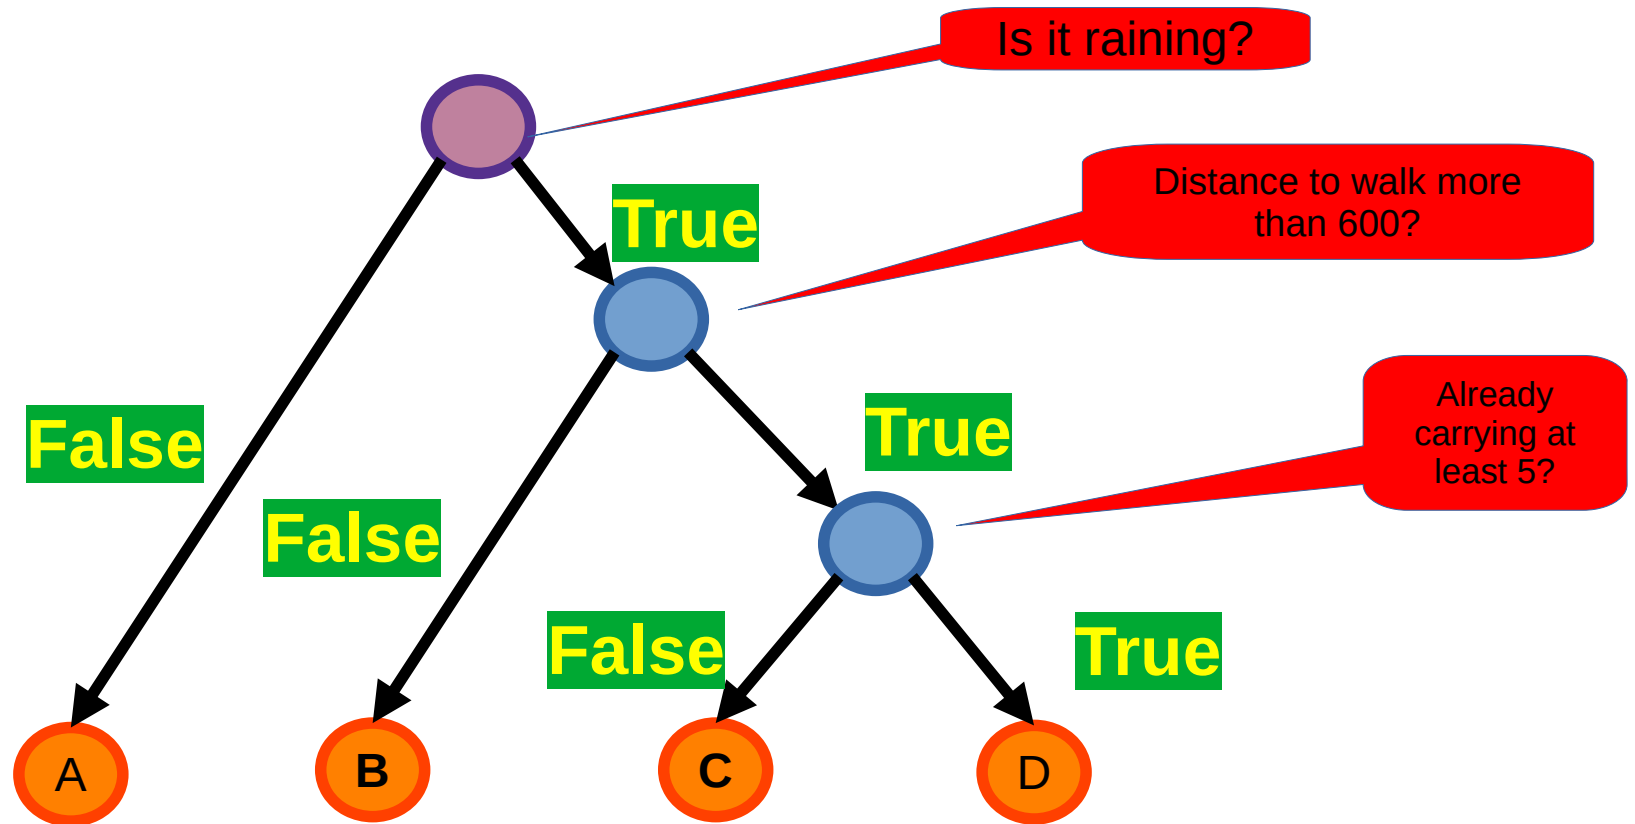 Is it raining?
Distance to walk more
than 600?
True
Already
carrying at
least 5?
True
False
False
False
True
A
B
C
D